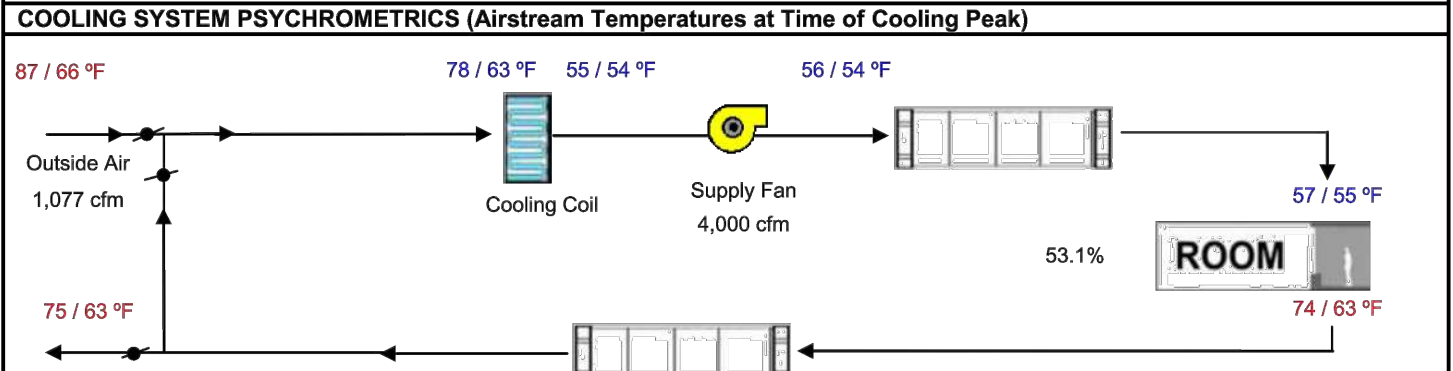 COOLING SYSTEM PSYCHROMETRICS (Airstream Temperatures at Time of Cooling Peak)
87 / 66 ºF
78 / 63 ºF
55 / 54 ºF
56 / 54 ºF
Outside Air
1,077 cfm
Cooling Coil
Supply Fan
4,000 cfm
57 / 55 ºF
53.1%
ROOM
75 / 63 ºF
74 / 63 ºF